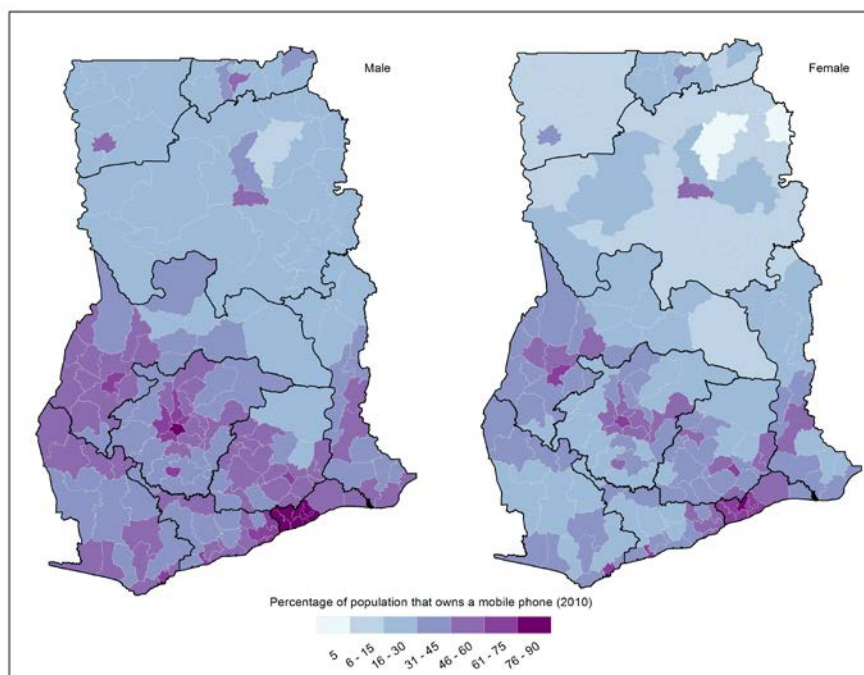 Male
Female
Percentage of population that owns a mobile phone (2010)
5
6 - 15
16 - 30
31 - 45
46 - 60
61 - 75
76 - 90